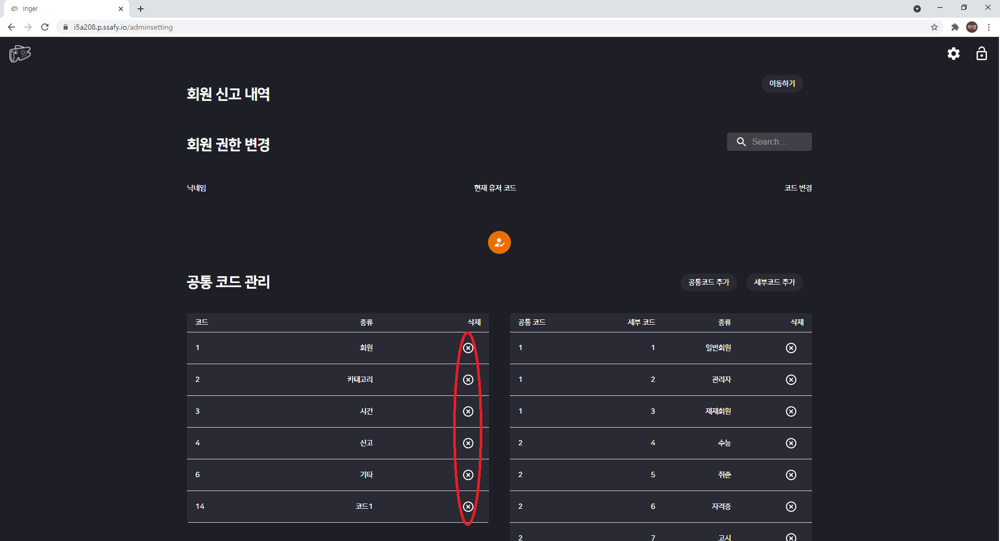 Inger
i5a208.p.ssafy.io/adminsetting
하영
이동하기
회원 신고 내역
회원 권한 변경
Search...
닉네임 현재 유저 코드 코드 변경
공통 코드 관리
공통코드 추가 세부코드 추가
코드 종류 삭제
1 회원
2 카테고리
3 시간
4 신고
6 기타
14 코드1
공통 코드 세부 코드 종류 삭제
1 1 일반회원
1 2 관리자
1 3 제재회원
2 4 수능
2 5 취준
2 6 자격증
2 7 고시